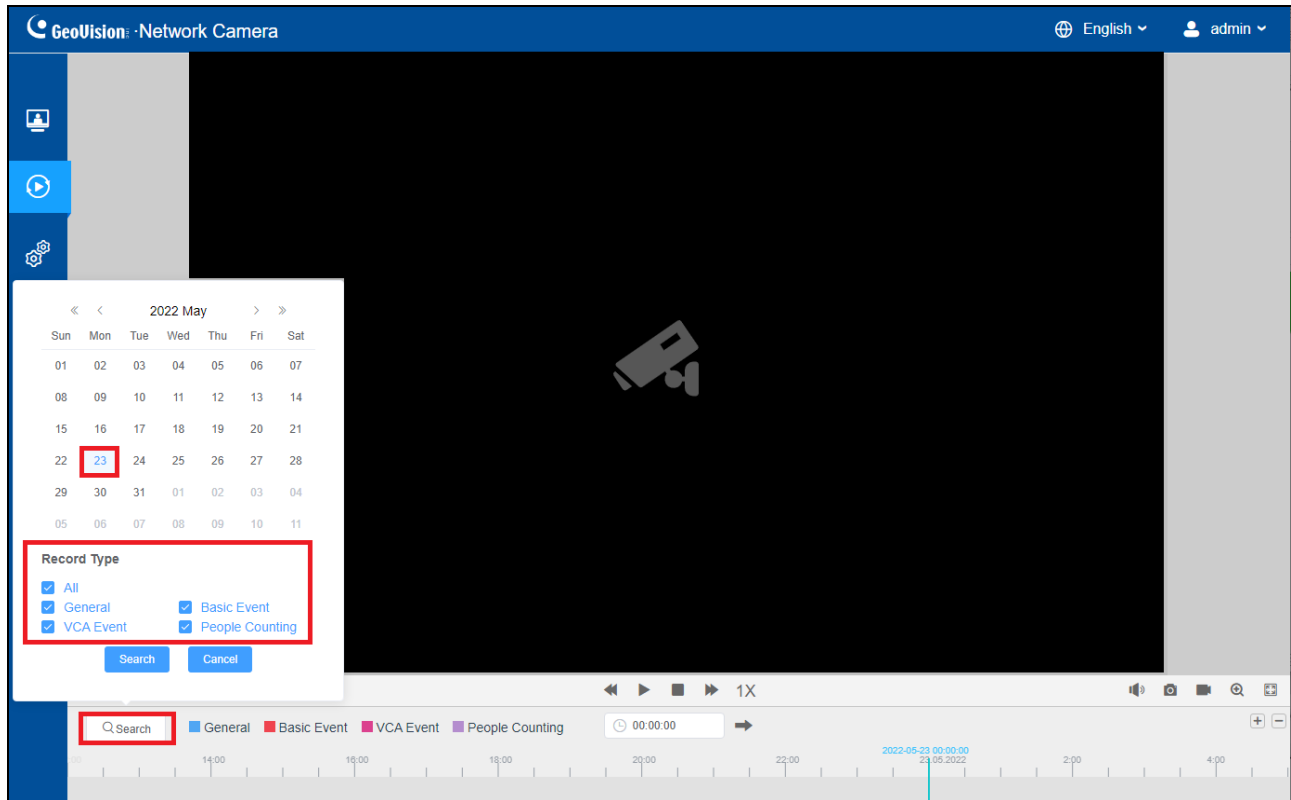 GeoVision · Network Camera English admin
« < 2022 May > »
Sun Mon Tue Wed Thu Fri Sat
01 02 03 04 05 06 07
08 09 10 11 12 13 14
15 16 17 18 19 20 21
22 23 24 25 26 27 28
29 30 31 01 02 03 04
05 06 07 08 09 10 11
Record Type
All
General Basic Event
VCA Event People Counting
Search Cancel
1X
Search General Basic Event VCA Event People Counting 00:00:00
2022-05-23 00:00:00
14:00 16:00 18:00 20:00 22:00 23.05.2022 2:00 4:00